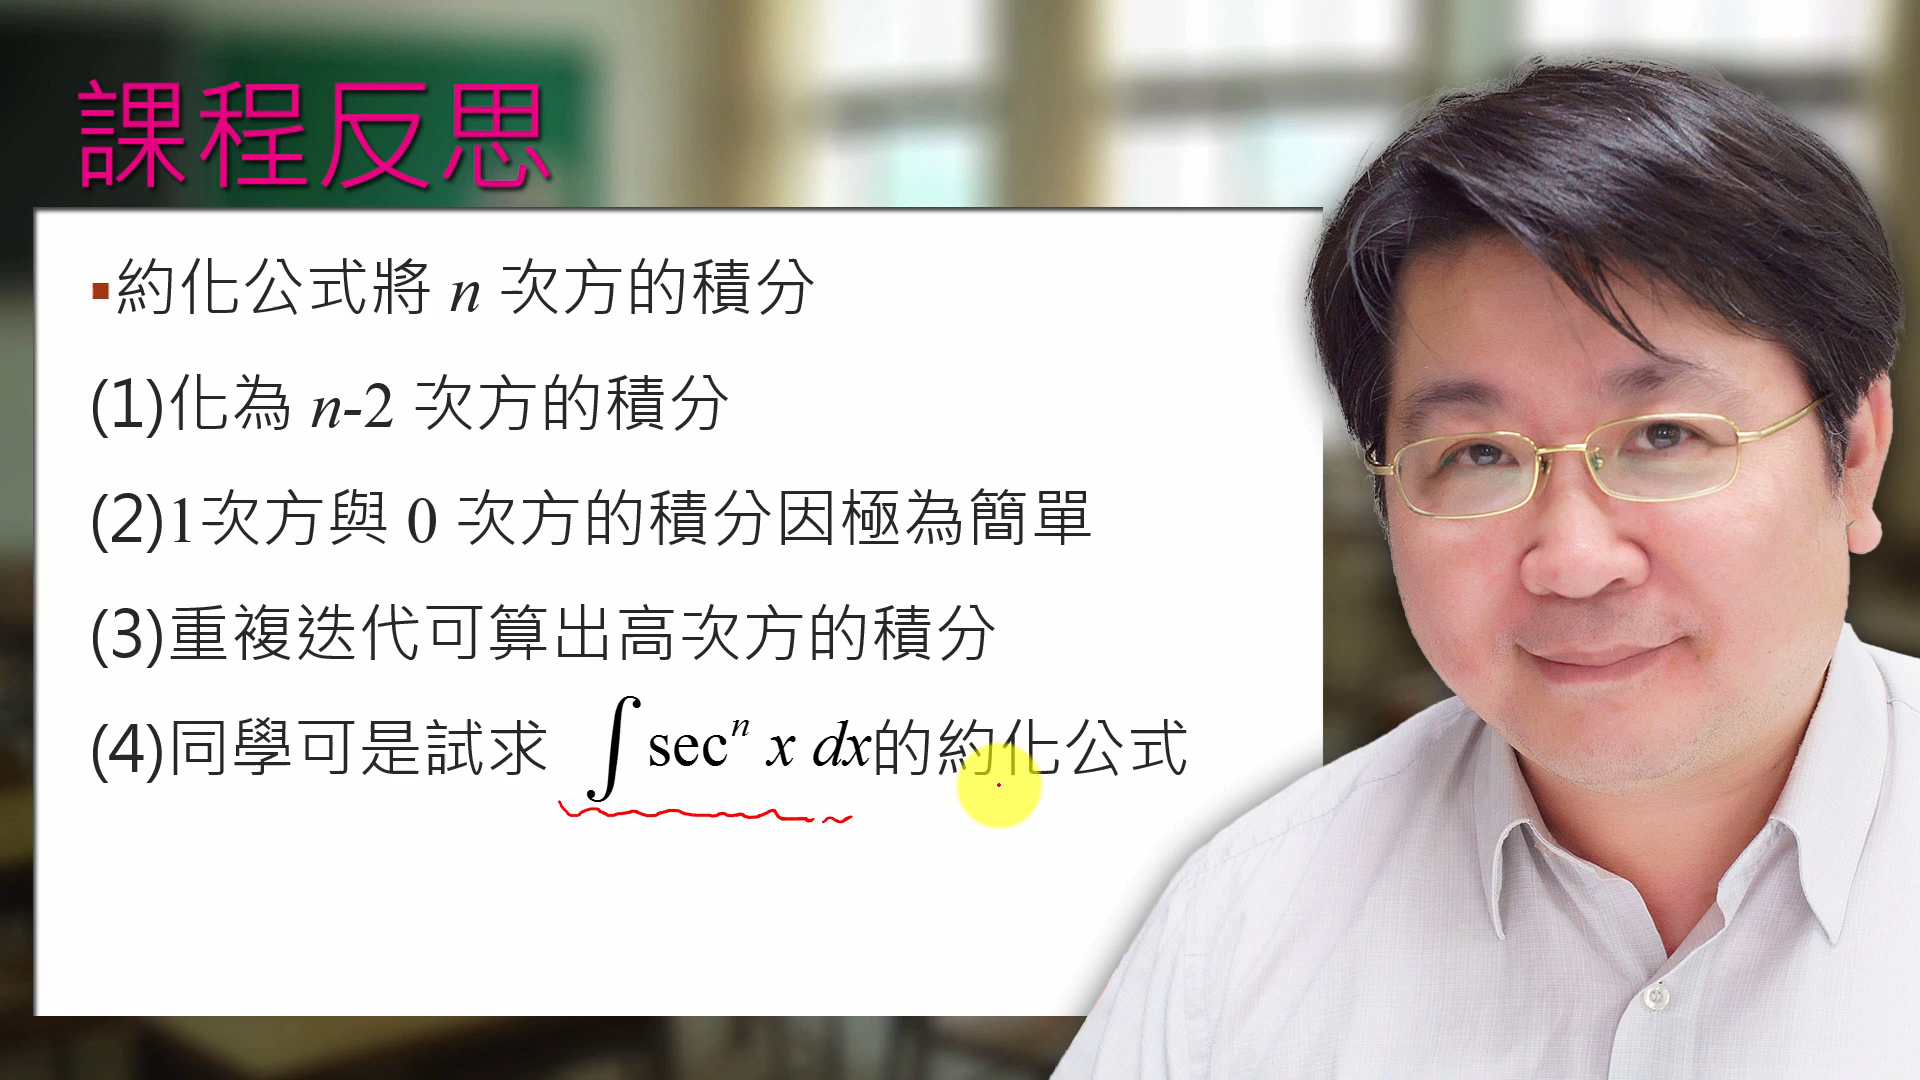 課程反思
▪約化公式將 n 次方的積分
(1)化為 n-2 次方的積分
(2)1次方與 0 次方的積分因極為簡單
(3)重複迭代可算出高次方的積分
(4)同學可是試求 ∫ secⁿ x dx的約化公式